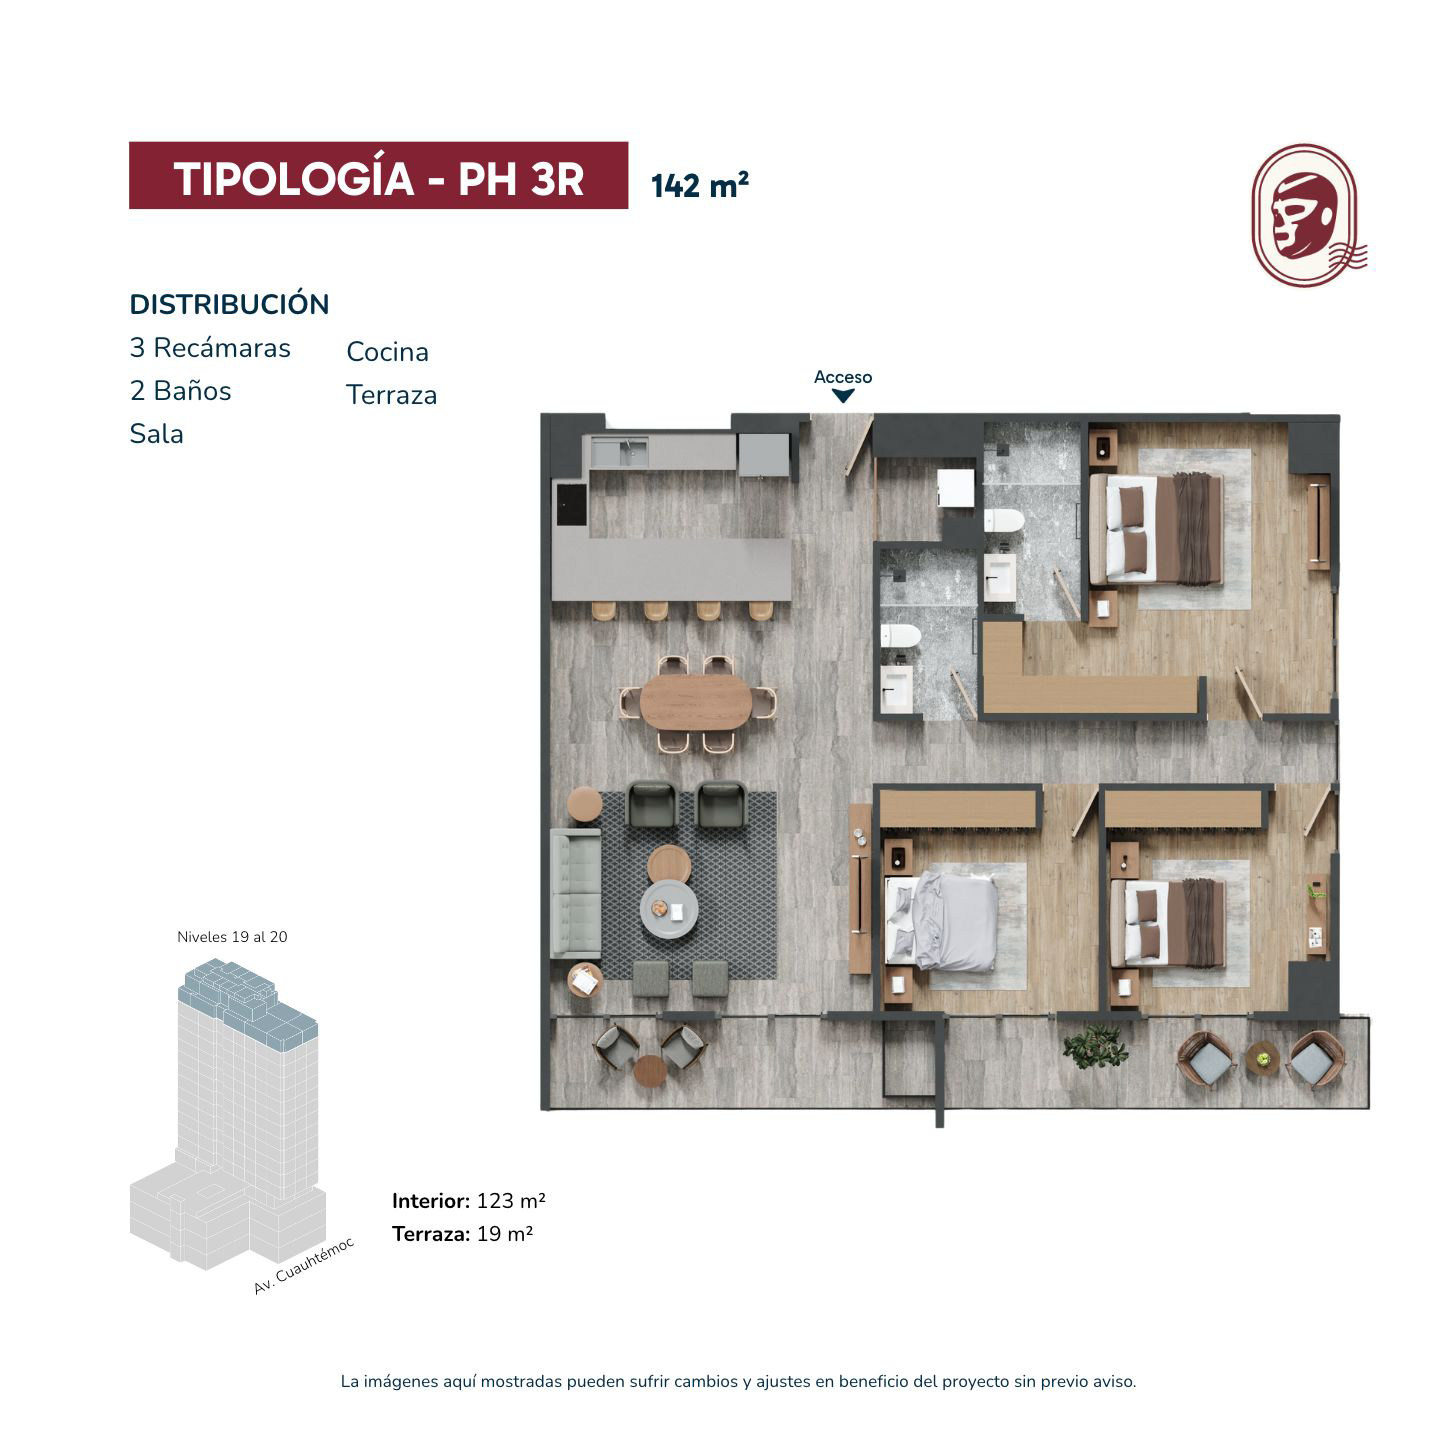 TIPOLOGÍA - PH 3R
142 m²
DISTRIBUCIÓN
3 Recámaras
2 Baños
Sala
Cocina
Terraza
Acceso
Niveles 19 al 20
Av. Cuauhtémoc
Interior: 123 m²
Terraza: 19 m²
La imágenes aquí mostradas pueden sufrir cambios y ajustes en beneficio del proyecto sin previo aviso.